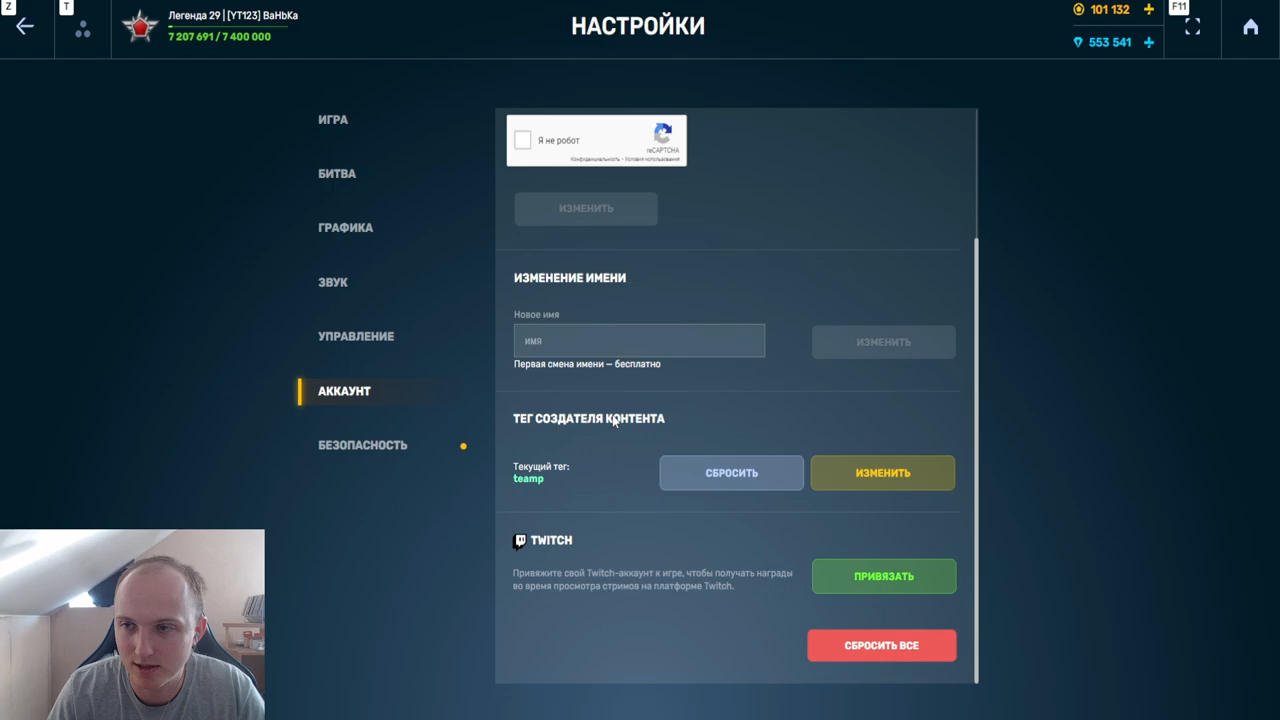 Z
T
Легенда 29 | [YT123] BaHbKa
7 207 691 / 7 400 000
НАСТРОЙКИ
101 132 +
553 541 +
F11
ИГРА
БИТВА
ГРАФИКА
ЗВУК
УПРАВЛЕНИЕ
АККАУНТ
БЕЗОПАСНОСТЬ
Я не робот
reCAPTCHA
Конфиденциальность - Условия использования
ИЗМЕНИТЬ
ИЗМЕНЕНИЕ ИМЕНИ
Новое имя
ИМЯ
ИЗМЕНИТЬ
Первая смена имени — бесплатно
ТЕГ СОЗДАТЕЛЯ КОНТЕНТА
Текущий тег:
teamp
СБРОСИТЬ
ИЗМЕНИТЬ
TWITCH
Привяжите свой Twitch-аккаунт к игре, чтобы получать награды
во время просмотра стримов на платформе Twitch.
ПРИВЯЗАТЬ
СБРОСИТЬ ВСЕ